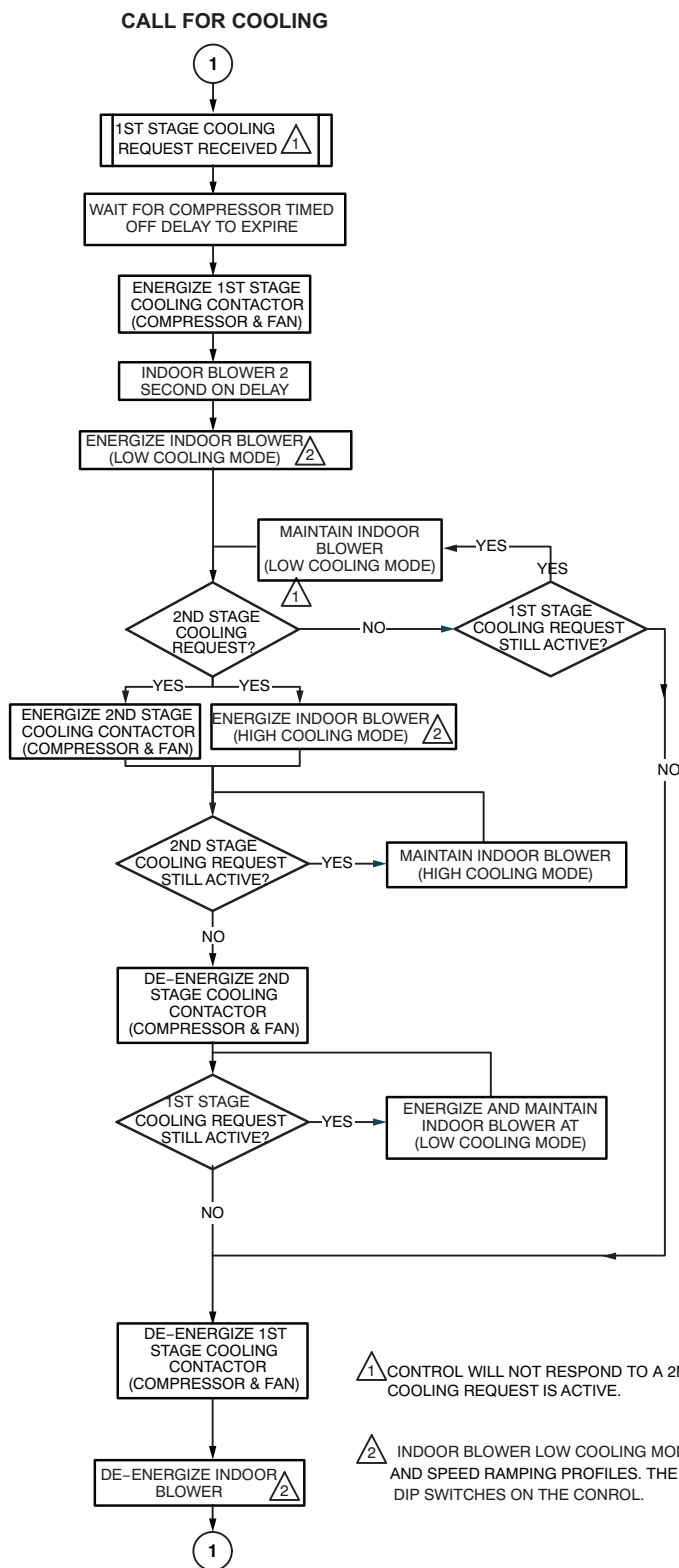 CALL FOR COOLING
1
1ST STAGE COOLING
REQUEST RECEIVED 1
WAIT FOR COMPRESSOR TIMED
OFF DELAY TO EXPIRE
ENERGIZE 1ST STAGE
COOLING CONTACTOR
(COMPRESSOR & FAN)
INDOOR BLOWER 2
SECOND ON DELAY
ENERGIZE INDOOR BLOWER
(LOW COOLING MODE) 2
MAINTAIN INDOOR
BLOWER
(LOW COOLING MODE)
1
YES
YES
2ND STAGE
COOLING
REQUEST?
NO
1ST STAGE
COOLING REQUEST
STILL ACTIVE?
YES
YES
ENERGIZE 2ND STAGE
COOLING CONTACTOR
(COMPRESSOR & FAN)
ENERGIZE INDOOR BLOWER
(HIGH COOLING MODE) 2
NO
2ND STAGE
COOLING REQUEST
STILL ACTIVE?
YES
MAINTAIN INDOOR BLOWER
(HIGH COOLING MODE)
NO
DE-ENERGIZE 2ND
STAGE COOLING
CONTACTOR
(COMPRESSOR & FAN)
1ST STAGE
COOLING REQUEST
STILL ACTIVE?
YES
ENERGIZE AND MAINTAIN
INDOOR BLOWER AT
(LOW COOLING MODE)
NO
DE-ENERGIZE 1ST
STAGE COOLING
CONTACTOR
(COMPRESSOR & FAN)
1 CONTROL WILL NOT RESPOND TO A
COOLING REQUEST IS ACTIVE.
2 INDOOR BLOWER LOW COOLING
AND SPEED RAMPING PROFILES. THE
DIP SWITCHES ON THE CONROL.
DE-ENERGIZE INDOOR
BLOWER 2
1